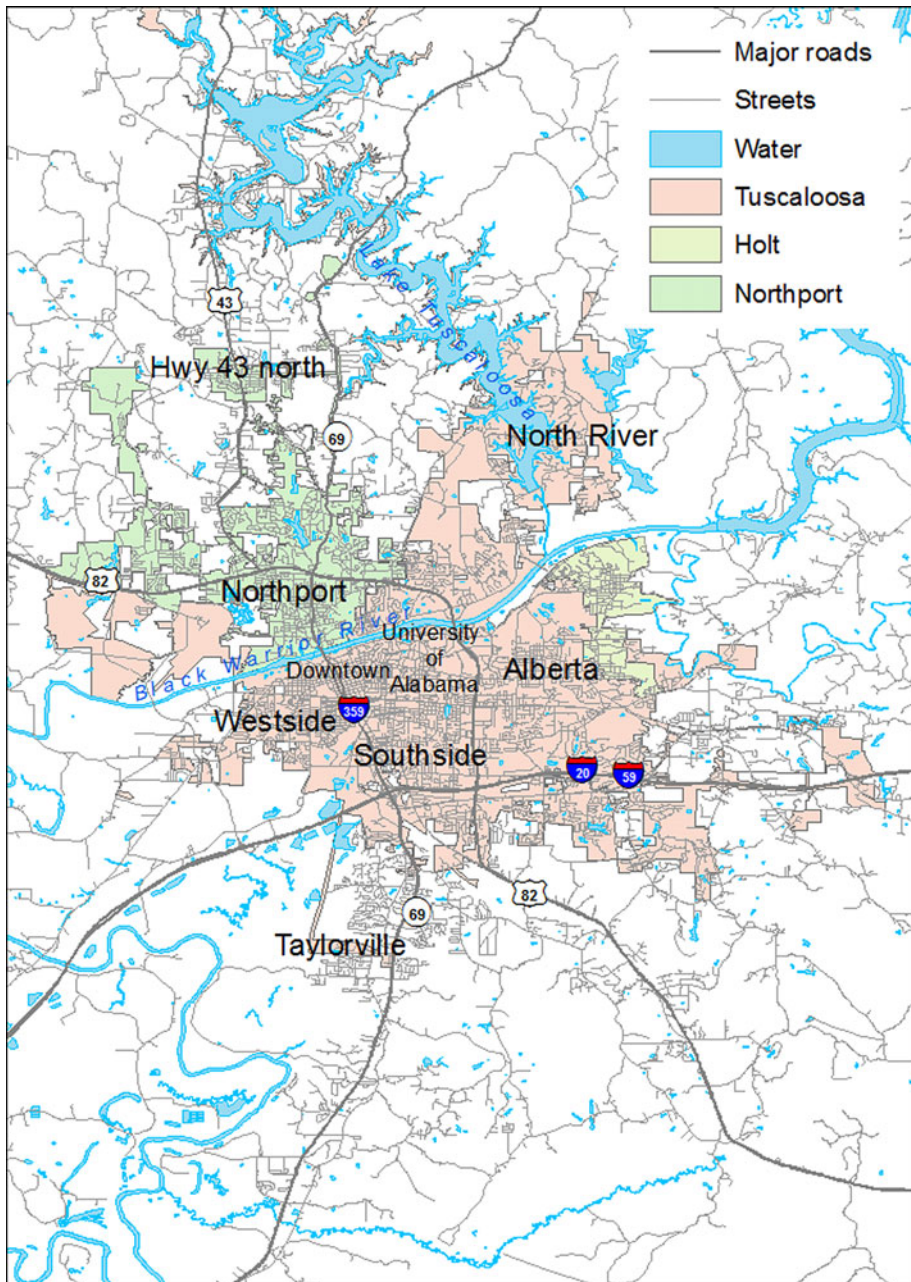 Major roads
Streets
Water
Tuscaloosa
Holt
Northport
Lake Tuscaloosa
43
Hwy 43 north
69
North River
82
Northport
Black Warrior River
University
of
Alabama
Downtown
Alberta
Westside
359
Southside
20
59
82
69
Taylorville